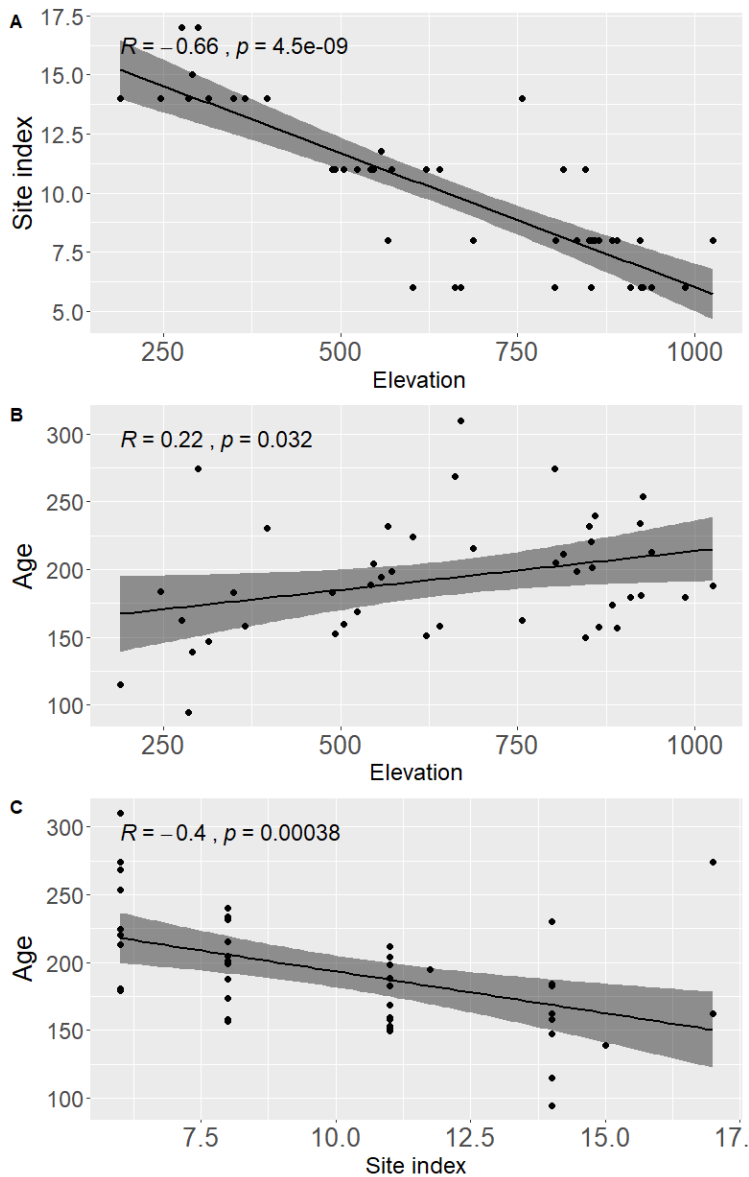 A
17.5
R = −0.66 , p = 4.5e-09
15.0
12.5
10.0
7.5
5.0
Site index
250 500 750 1000
Elevation
B
300
R = 0.22 , p = 0.032
250
200
150
100
Age
250 500 750 1000
Elevation
C
300
R = −0.4 , p = 0.00038
250
200
150
100
Age
7.5 10.0 12.5 15.0 17.
Site index